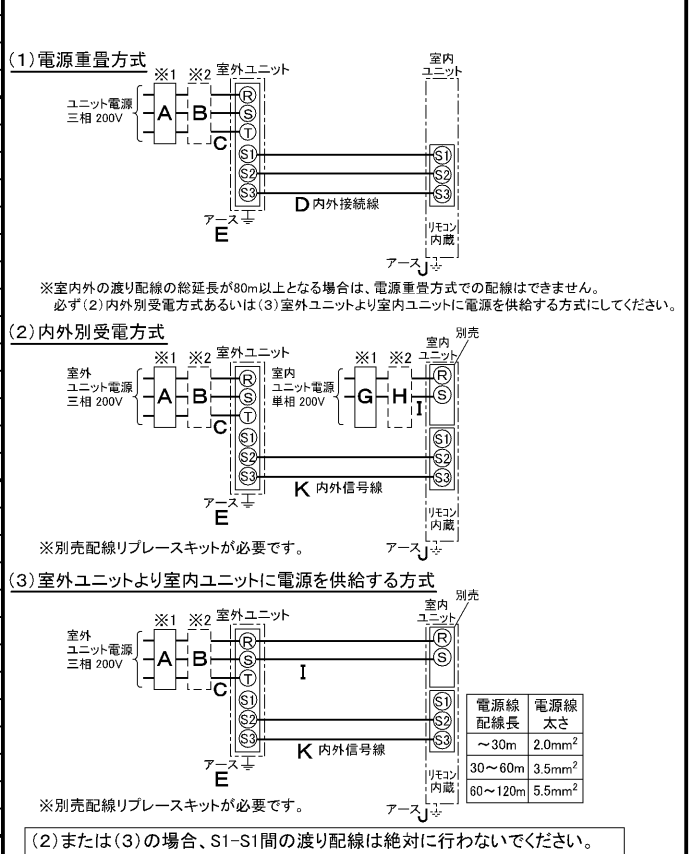 (1)電源重畳方式
※1 ※2 室外ユニット
室内
ユニット
ユニット電源
三相 200V
A B
C
R
S
T
S1
S2
S3
S1
S2
S3
D 内外接続線
アース
E
リモコン
内蔵
アース J
※室内外の渡り配線の総延長が80m以上となる場合は、電源重畳方式での配線はできません。
必ず(2)内外別受電方式あるいは(3)室外ユニットより室内ユニットに電源を供給する方式にしてください。
(2)内外別受電方式
※1 ※2 室外ユニット
※1 ※2
室内
ユニット
別売
室外
ユニット電源
三相 200V
A B
C
R
S
T
S1
S2
S3
室内
ユニット電源
単相 200V
G H
I
R
S
S1
S2
S3
K 内外信号線
アース
E
リモコン
内蔵
アース J
※別売配線リプレースキットが必要です。
(3)室外ユニットより室内ユニットに電源を供給する方式
※1 ※2 室外ユニット
室内
ユニット
別売
室外
ユニット電源
三相 200V
A B
C
R
S
T
S1
S2
S3
I
R
S
S1
S2
S3
K 内外信号線
アース
E
リモコン
内蔵
アース J
電源線 電源線
配線長 太さ
～30m 2.0mm²
30～60m 3.5mm²
60～120m 5.5mm²
※別売配線リプレースキットが必要です。
(2)または(3)の場合、S1-S1間の渡り配線は絶対に行わないでください。